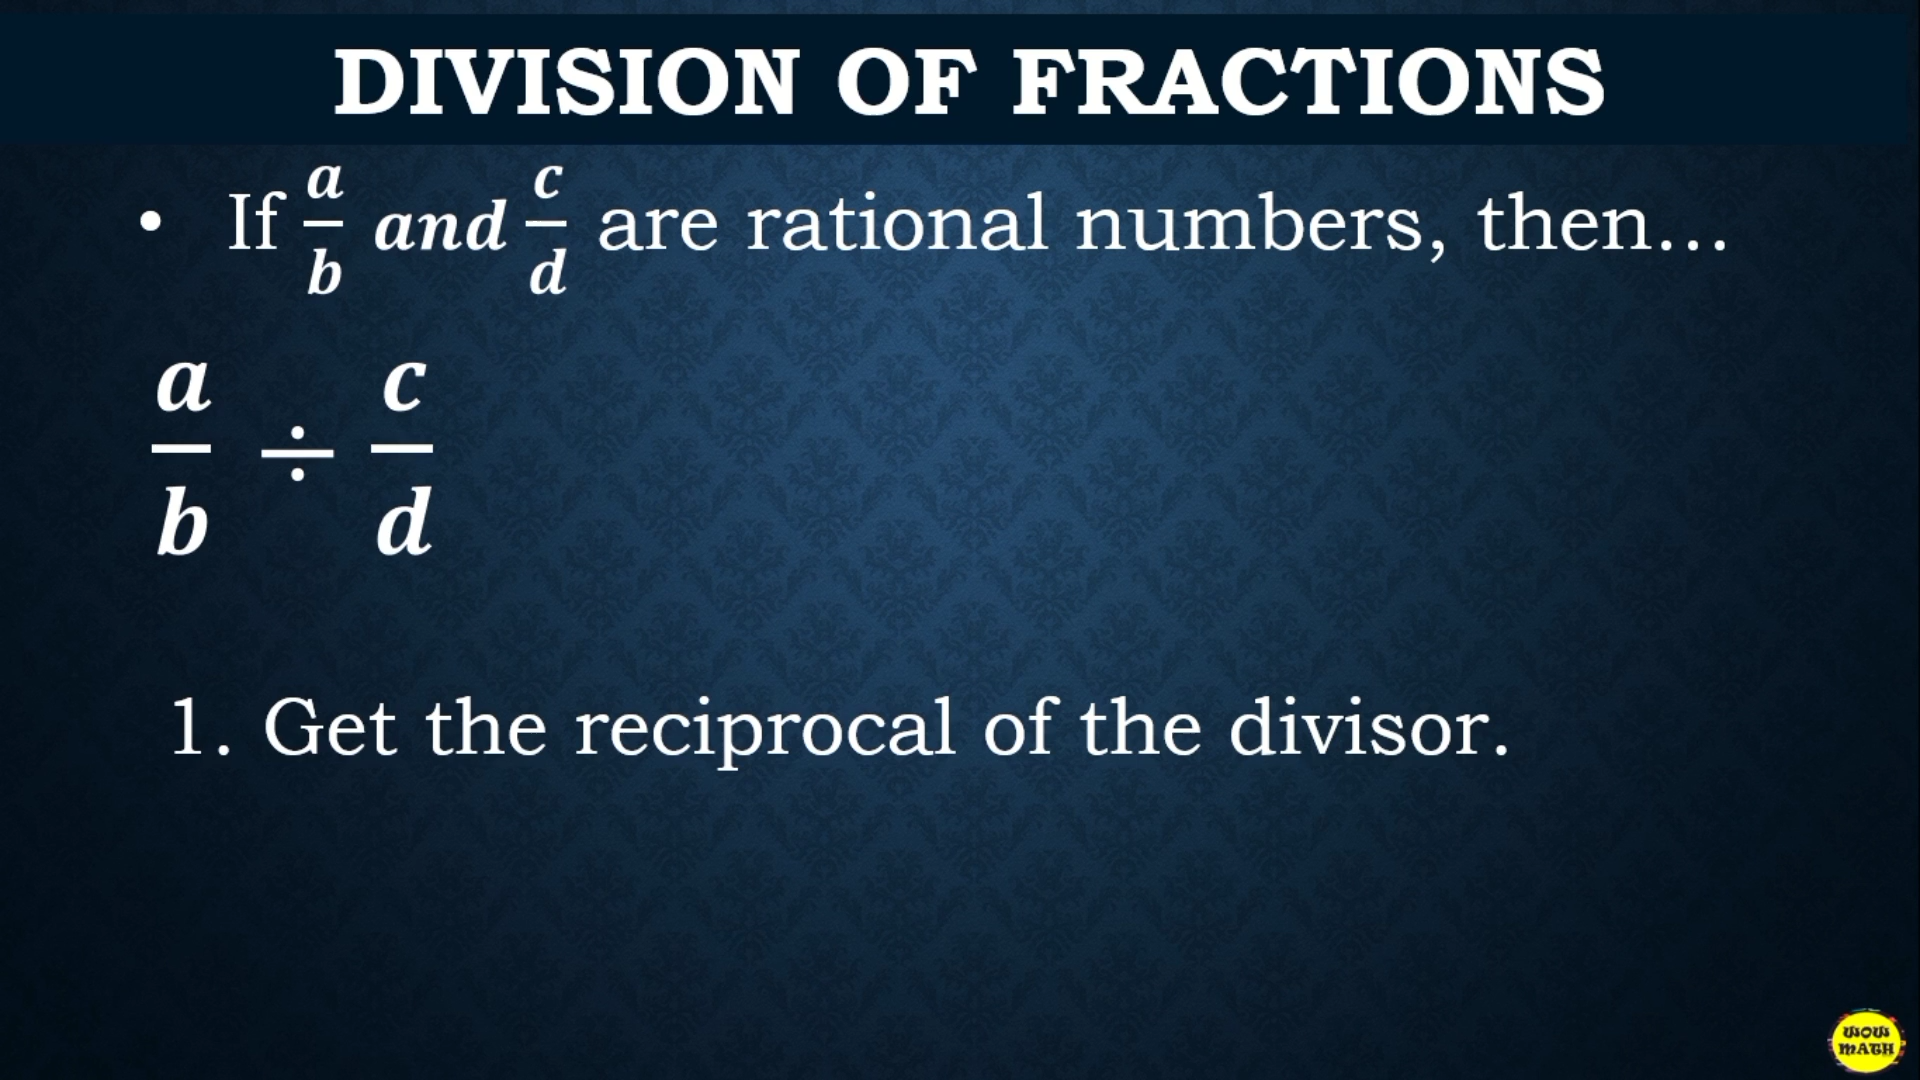 DIVISION OF FRACTIONS
• If a/b and c/d are rational numbers, then...
a/b ÷ c/d
1. Get the reciprocal of the divisor.
WOW
MATH